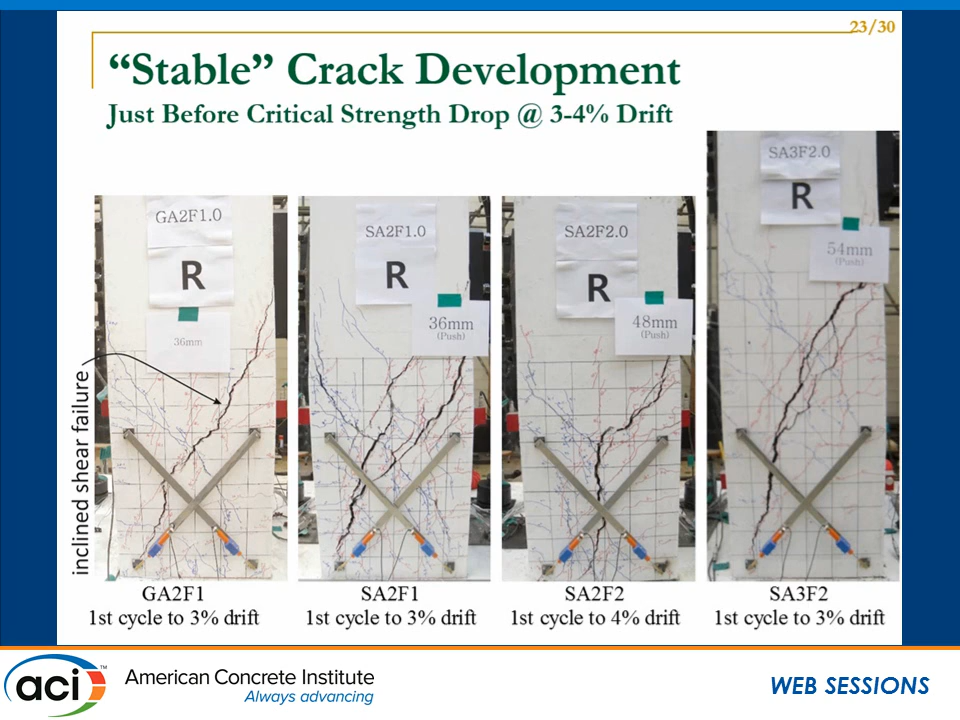 23/30
“Stable” Crack Development
Just Before Critical Strength Drop @ 3-4% Drift
GA2F1.0
R
36mm
SA2F1.0
R
36mm
(Push)
SA2F2.0
R
48mm
(Push)
SA3F2.0
R
54mm
(Push)
inclined shear failure
GA2F1
1st cycle to 3% drift
SA2F1
1st cycle to 3% drift
SA2F2
1st cycle to 4% drift
SA3F2
1st cycle to 3% drift
aci™
American Concrete Institute
Always advancing
WEB SESSIONS